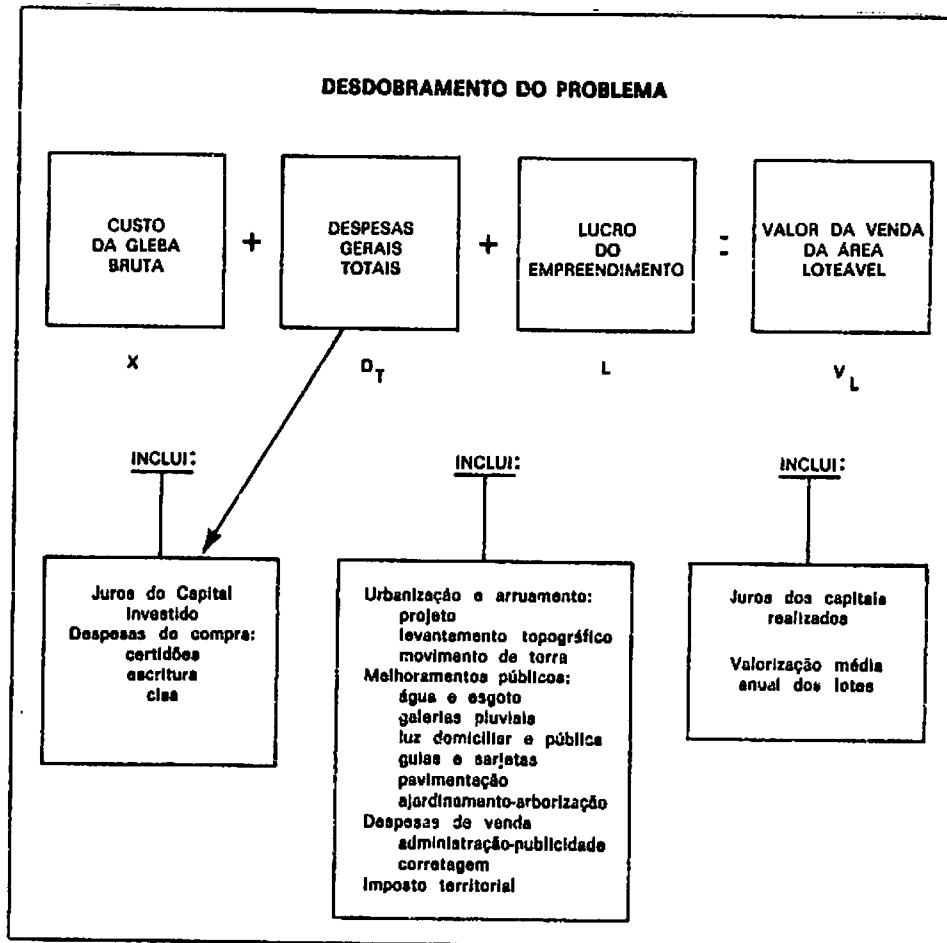 DESDOBRAMENTO DO PROBLEMA
CUSTO
DA GLEBA
BRUTA
+
DESPESAS
GERAIS
TOTAIS
+
LUCRO
DO
EMPREENDIMENTO
=
VALOR DA VENDA
DA ÁREA
LOTEÁVEL
X
D_T
L
V_L
INCLUI:
INCLUI:
INCLUI:
Juros do Capital
Investido
Despesas de compra:
certidões
escritura
cisa
Urbanização e arruamento:
projeto
levantamento topográfico
movimento de terra
Melhoramentos públicos:
água e esgoto
galerias pluviais
luz domiciliar e pública
guias e sarjetas
pavimentação
ajardinamento-arborização
Despesas de venda
administração-publicidade
corretagem
Imposto territorial
Juros dos capitais
realizados
Valorização média
anual dos lotes